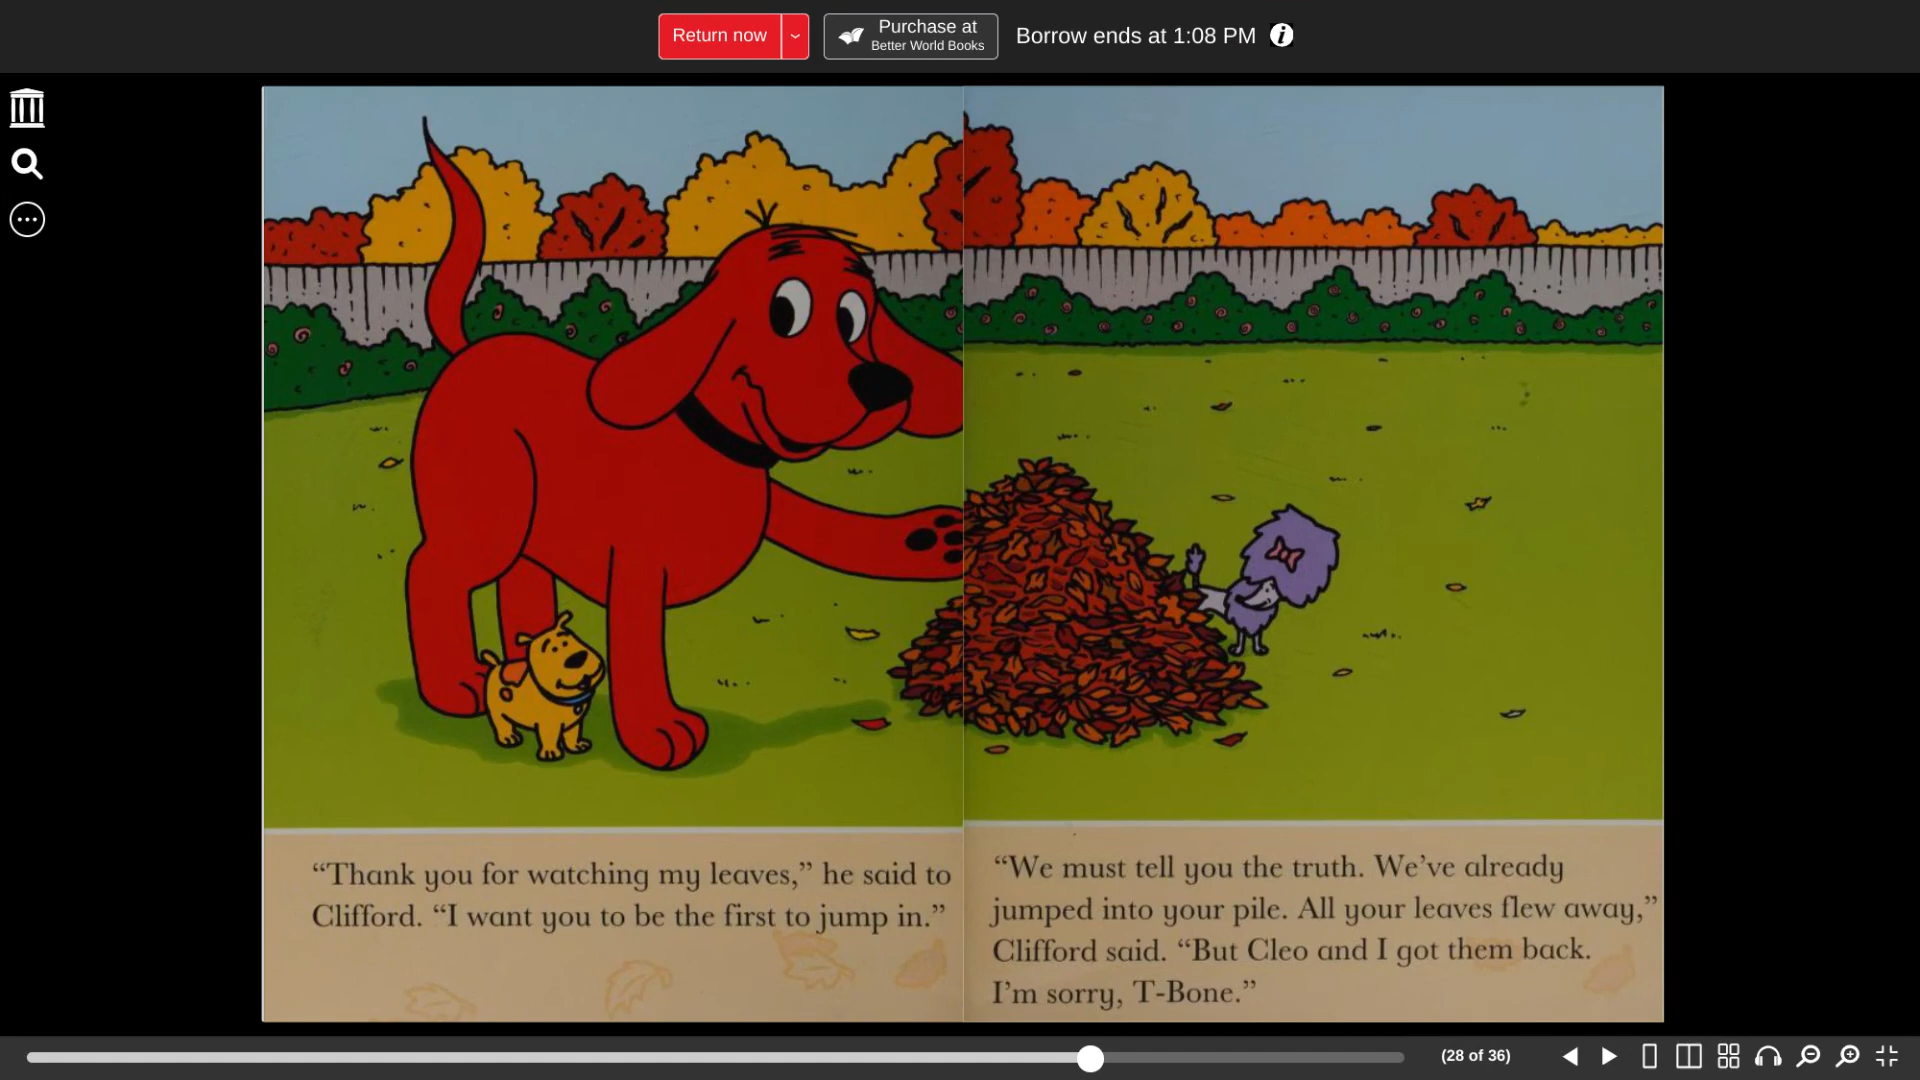 Return now
Purchase at
Better World Books
Borrow ends at 1:08 PM
“Thank you for watching my leaves,” he said to
Clifford. “I want you to be the first to jump in.”
“We must tell you the truth. We’ve already
jumped into your pile. All your leaves flew away,”
Clifford said. “But Cleo and I got them back.
I’m sorry, T-Bone.”
(28 of 36)